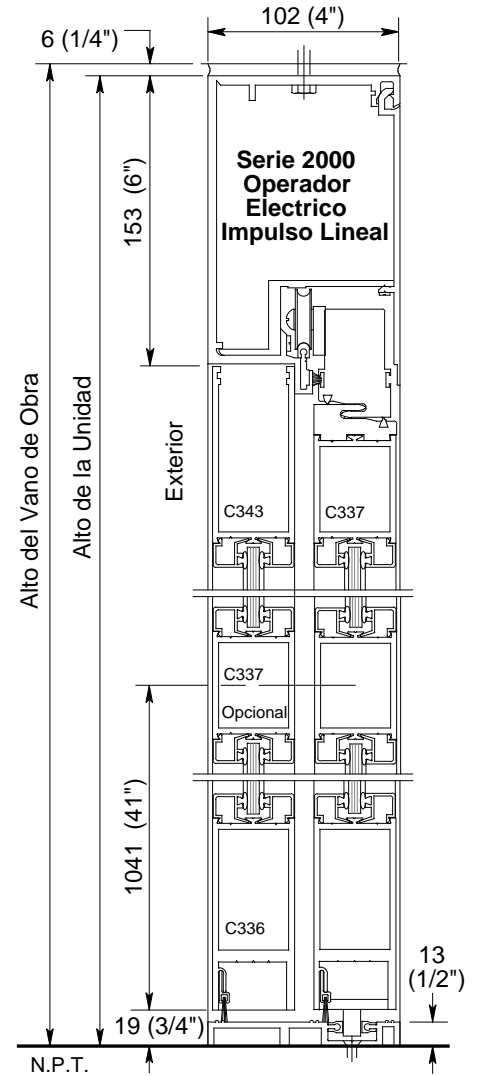 102 (4")
6 (1/4")
Serie 2000
Operador
Electrico
Impulso Lineal
153 (6")
Alto del Vano de Obra
Alto de la Unidad
Exterior
C343
C337
C337
Opcional
1041 (41")
C336
13
(1/2")
19 (3/4")
N.P.T.